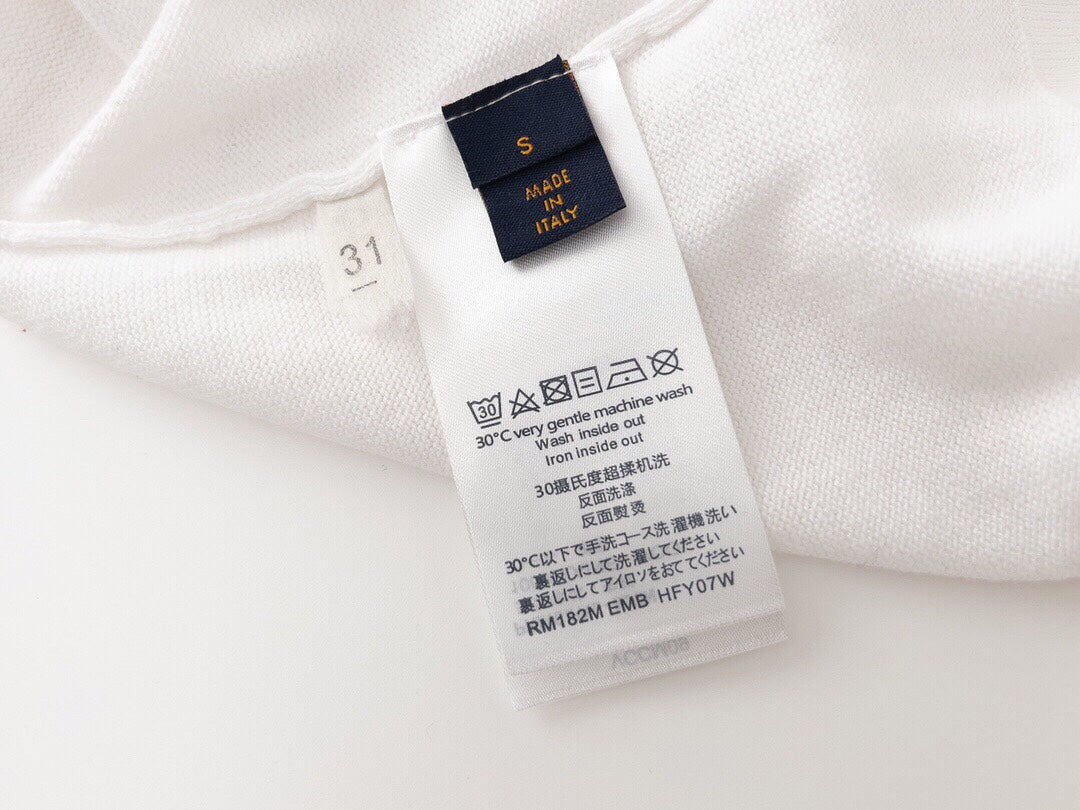 S
MADE
IN
ITALY
31
30
30°C very gentle machine wash
Wash inside out
Iron inside out
30摄氏度超揉机洗
反面洗涤
反面熨烫
30°C以下で手洗コース洗濯機洗い
裏返しにして洗濯してください
裏返しにしてアイロンをおててください
RM182M EMB HFY07W